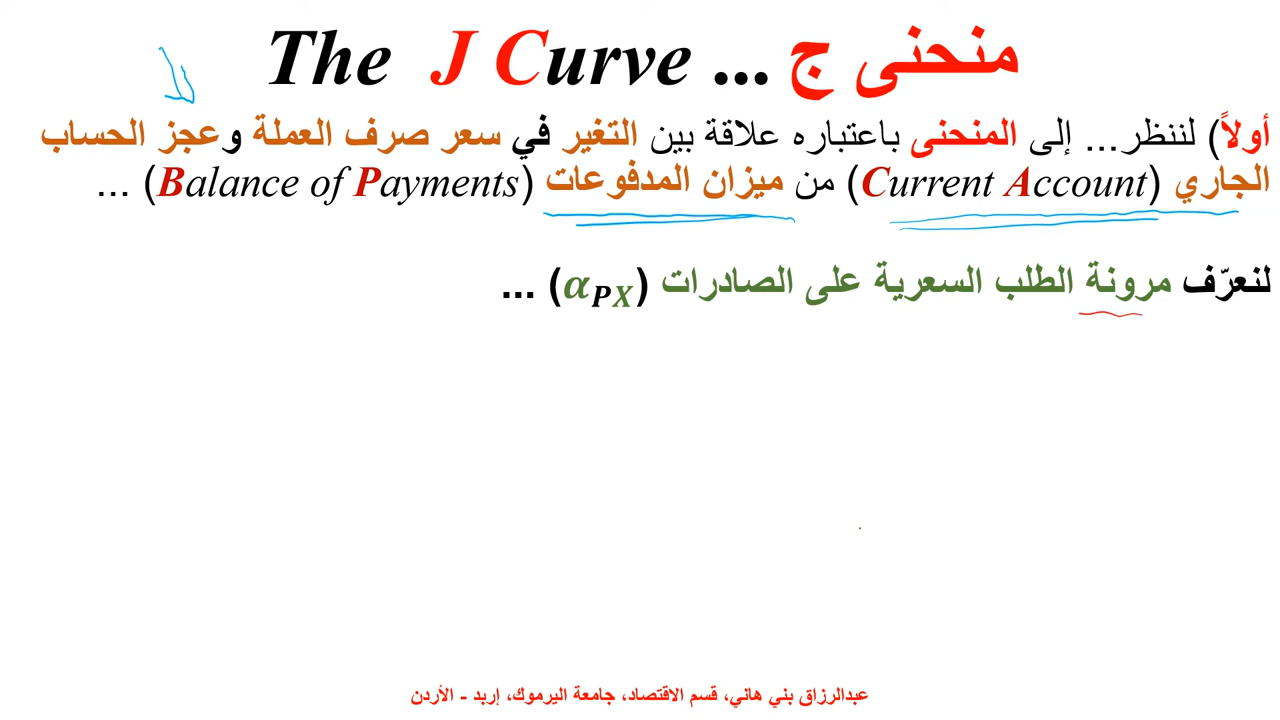 The J Curve ... منحنى ج
أولاً) لننظر... إلى المنحنى باعتباره علاقة بين التغير في سعر صرف العملة وعجز الحساب
الجاري (Current Account) من ميزان المدفوعات (Balance of Payments) ...
لنعرّف مرونة الطلب السعرية على الصادرات (α_PX) ...
عبدالرزاق بني هاني، قسم الاقتصاد، جامعة اليرموك، إربد - الأردن